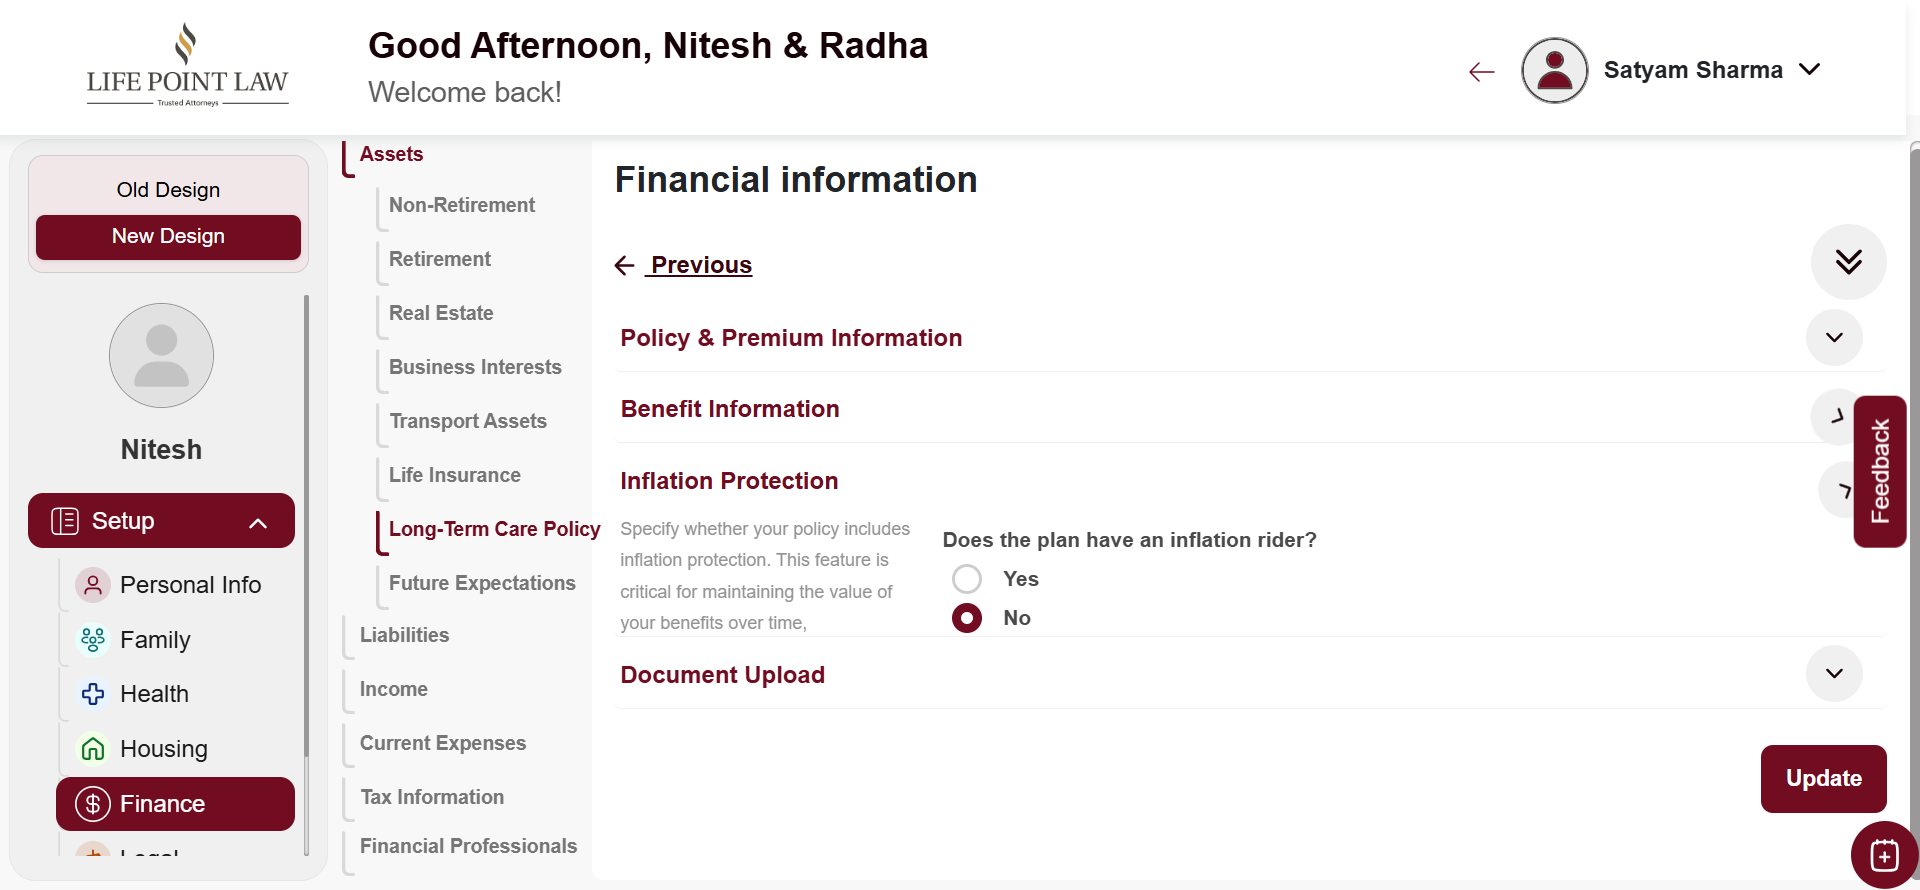 LIFE POINT LAW
Trusted Attorneys
Good Afternoon, Nitesh & Radha
Welcome back!
Satyam Sharma
Old Design
New Design
Nitesh
Setup
Personal Info
Family
Health
Housing
Finance
Legal
Assets
Non-Retirement
Retirement
Real Estate
Business Interests
Transport Assets
Life Insurance
Long-Term Care Policy
Future Expectations
Liabilities
Income
Current Expenses
Tax Information
Financial Professionals
Financial information
Previous
Policy & Premium Information
Benefit Information
Inflation Protection
Specify whether your policy includes
inflation protection. This feature is
critical for maintaining the value of
your benefits over time,
Does the plan have an inflation rider?
Yes
No
Document Upload
Update
Feedback